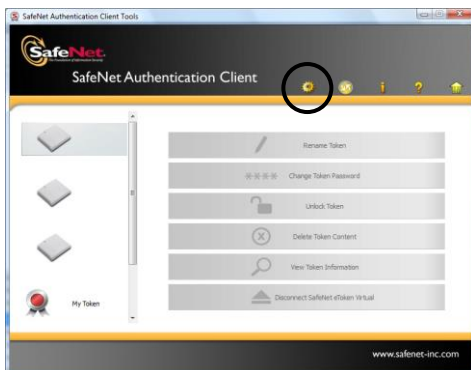 SafeNet Authentication Client Tools
SafeNet.
SafeNet Authentication Client
i ?
Rename Token
**** Change Token Password
Unlock Token
Delete Token Content
View Token Information
My Token
Disconnect SafeNet eToken Virtual
www.safenet-inc.com